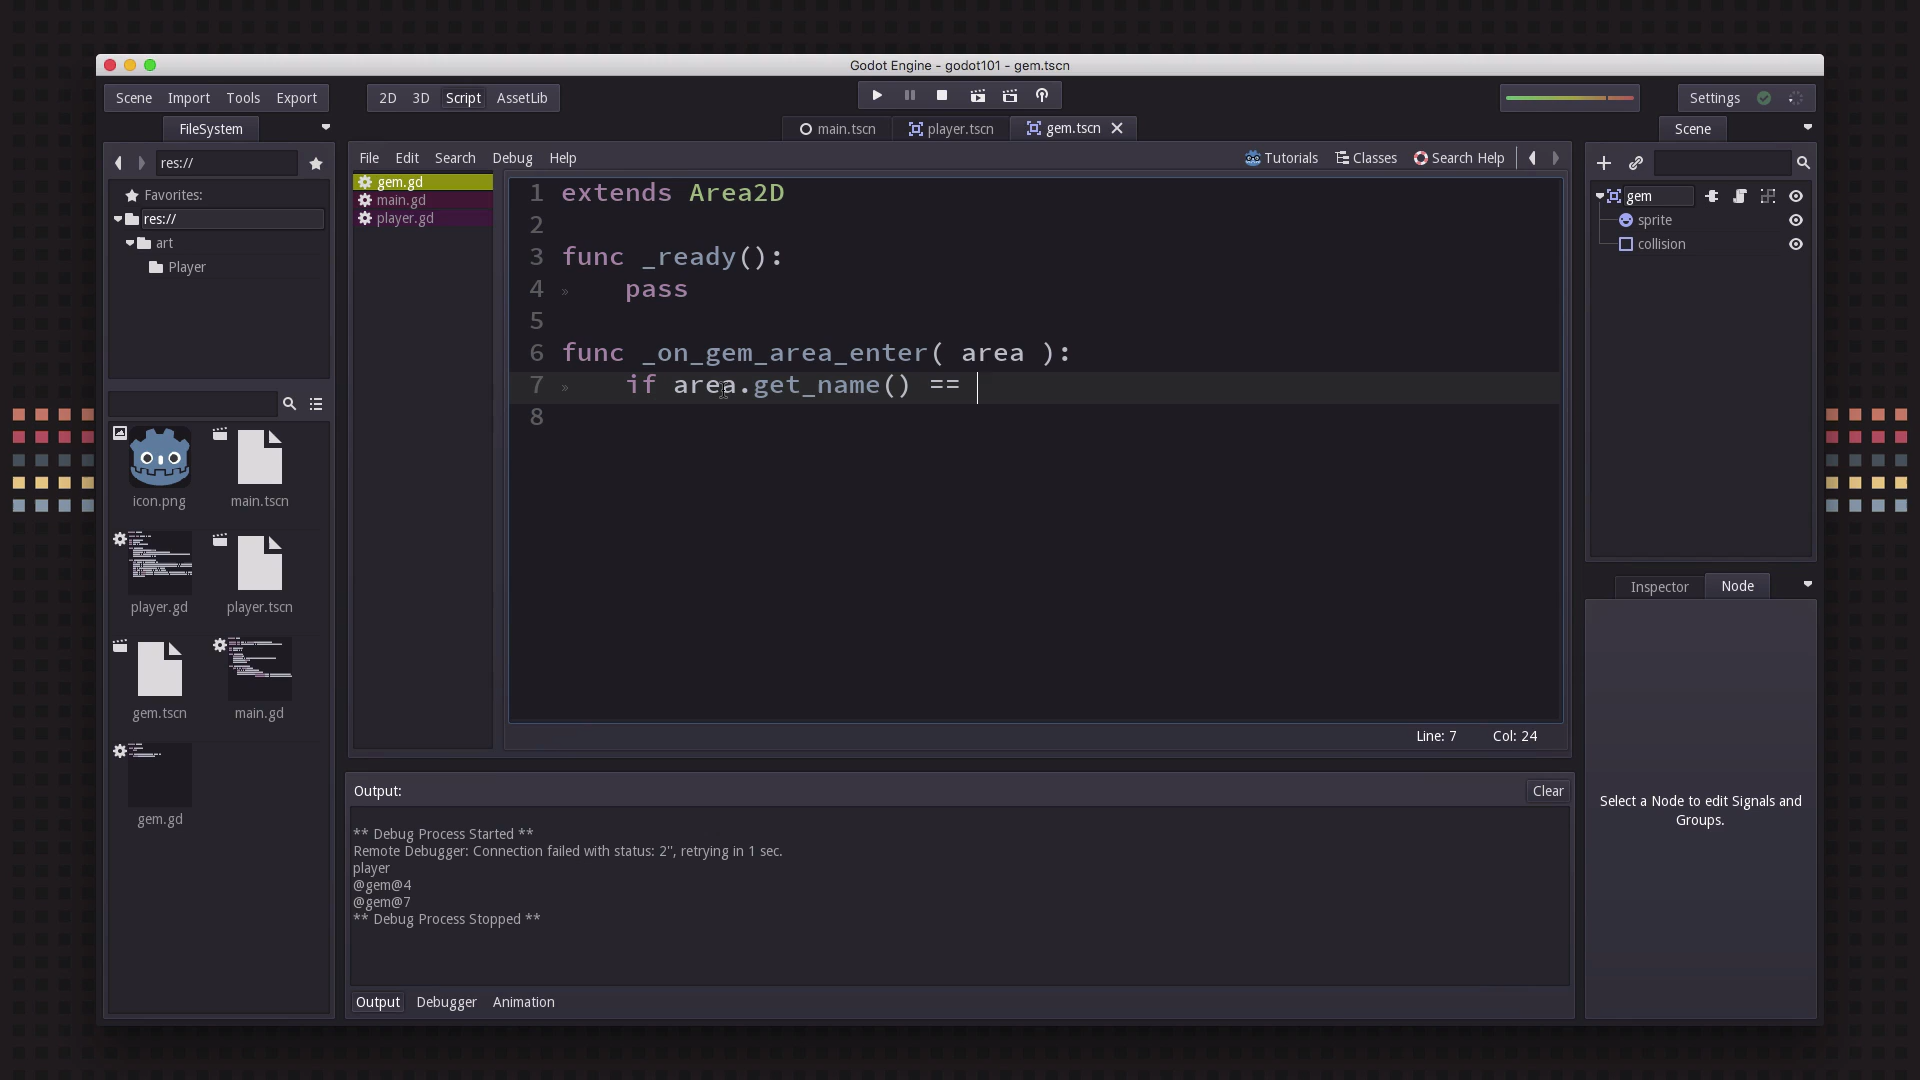 Godot Engine - godot101 - gem.tscn
Scene Import Tools Export
2D 3D Script AssetLib
Settings
FileSystem
main.tscn
player.tscn
gem.tscn
Scene
res://
File Edit Search Debug Help
Tutorials Classes Search Help
Favorites:
res://
art
Player
gem.gd
main.gd
player.gd
1 extends Area2D
2
3 func _ready():
4 » pass
5
6 func _on_gem_area_enter( area ):
7 » if area.get_name() ==
8
Line: 7 Col: 24
gem
sprite
collision
icon.png
main.tscn
player.gd
player.tscn
gem.tscn
main.gd
gem.gd
Inspector Node
Select a Node to edit Signals and
Groups.
Output:
Clear
** Debug Process Started **
Remote Debugger: Connection failed with status: 2'', retrying in 1 sec.
player
@gem@4
@gem@7
** Debug Process Stopped **
Output Debugger Animation